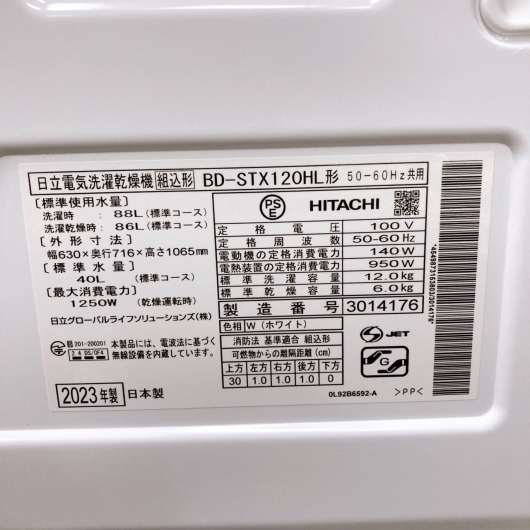 日立電気洗濯乾燥機 組込形 BD-STX120HL形 50-60Hz共用
[標準使用水量]
洗濯時: 88L(標準コース)
洗濯乾燥時: 86L(標準コース)
[外形寸法]
幅630×奥行716×高さ1065mm
[標準水量]
40L(標準コース)
[最大消費電力]
1250W (乾燥運転時)
日立グローバルライフソリューションズ(株)
PSE HITACHI
定格電圧 100V
定格周波数 50-60Hz
電動機の定格消費電力 140W
電熱装置の定格消費電力 950W
標準洗濯容量 12.0kg
標準乾燥容量 6.0kg
製造番号 3014176
R 201-200201
2.4 DS/OF4
本製品には、電波法に基づく
無線設備を内蔵しています。
2023年製 日本製
色相 W (ホワイト)
消防法 基準適合 組込形
可燃物からの離隔距離(cm)
上方 左方 右方 後方 下方
30 1.0 1.0 1.0 0
S JET
G
0L92B6592-A >PP<